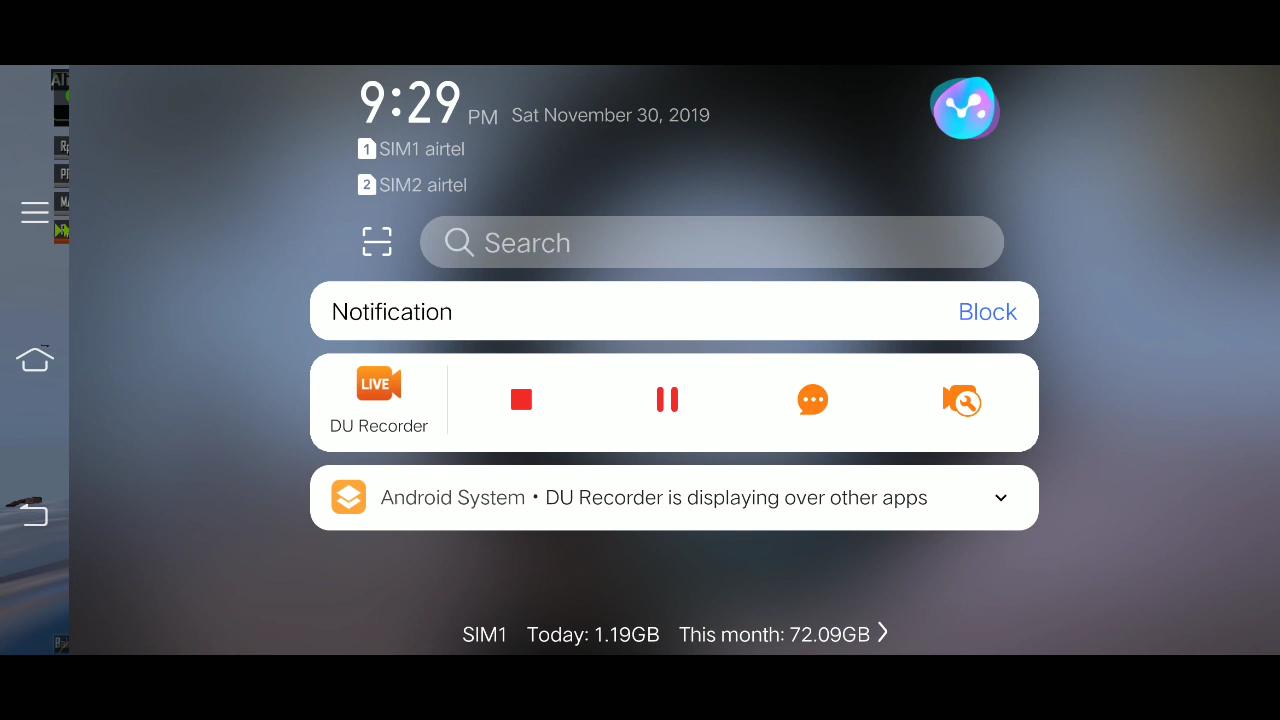 9:29 PM Sat November 30, 2019
1 SIM1 airtel
2 SIM2 airtel
Search
Notification Block
LIVE
DU Recorder
Android System • DU Recorder is displaying over other apps
SIM1 Today: 1.19GB This month: 72.09GB